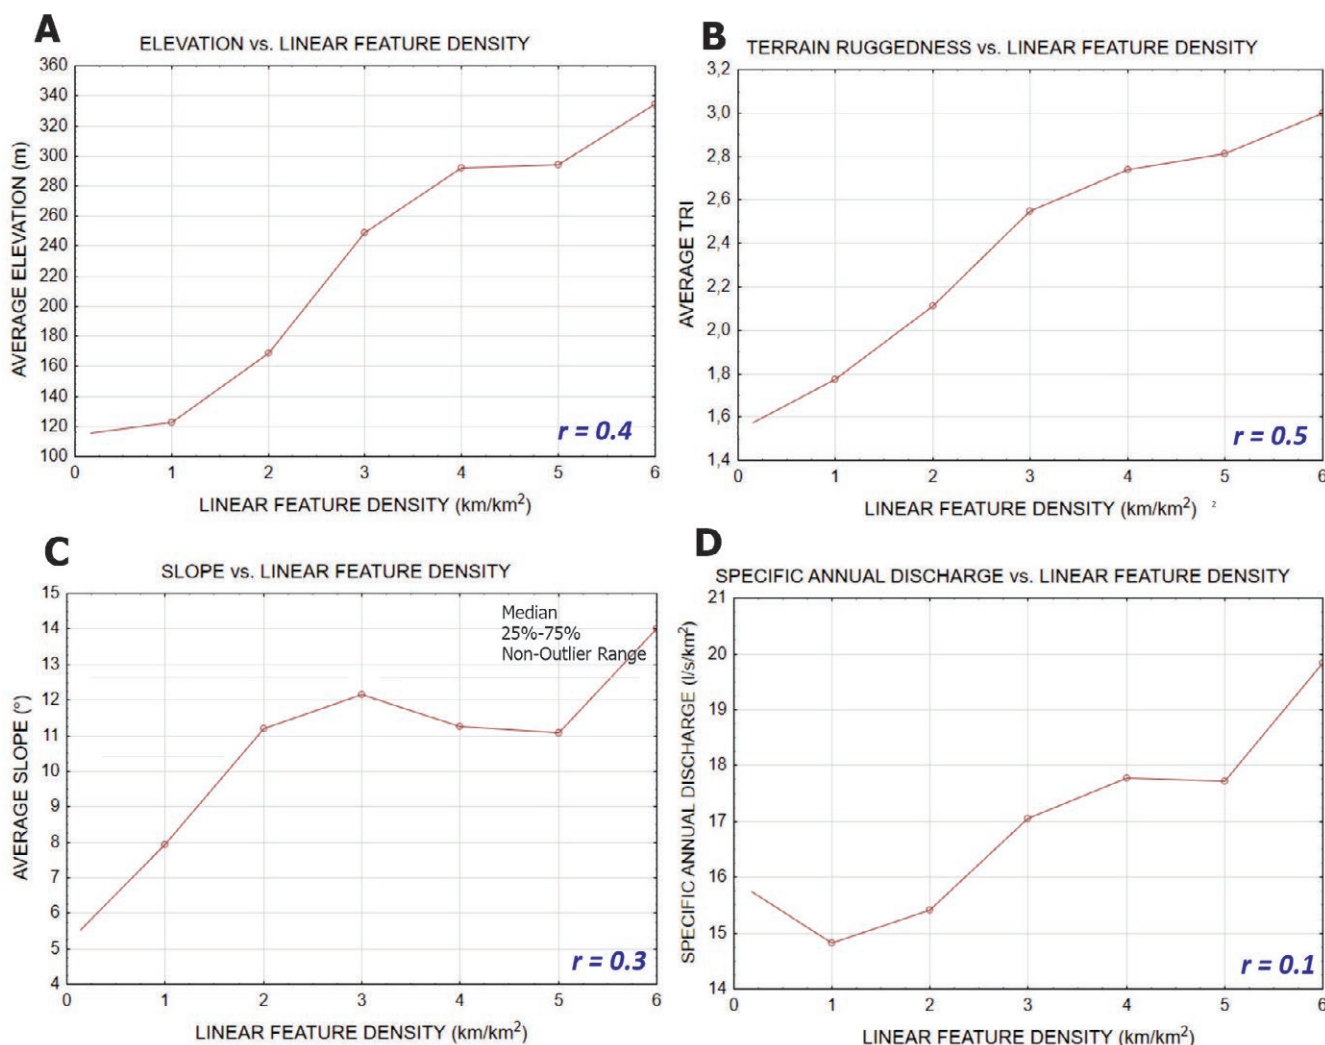 A
ELEVATION vs. LINEAR FEATURE DENSITY
360
340
320
300
280
260
240
220
200
180
160
140
120
100
AVERAGE ELEVATION (m)
r = 0.4
0 1 2 3 4 5 6
LINEAR FEATURE DENSITY (km/km²)
B
TERRAIN RUGGEDNESS vs. LINEAR FEATURE DENSITY
3,2
3,0
2,8
2,6
2,4
2,2
2,0
1,8
1,6
1,4
AVERAGE TRI
r = 0.5
0 1 2 3 4 5 6
LINEAR FEATURE DENSITY (km/km²) ²
C
SLOPE vs. LINEAR FEATURE DENSITY
15
14
13
12
11
10
9
8
7
6
5
4
AVERAGE SLOPE (°)
Median
25%-75%
Non-Outlier Range
r = 0.3
0 1 2 3 4 5 6
LINEAR FEATURE DENSITY (km/km²)
D
SPECIFIC ANNUAL DISCHARGE vs. LINEAR FEATURE DENSITY
21
20
19
18
17
16
15
14
SPECIFIC ANNUAL DISCHARGE (l/s/km²)
r = 0.1
0 1 2 3 4 5 6
LINEAR FEATURE DENSITY (km/km²)